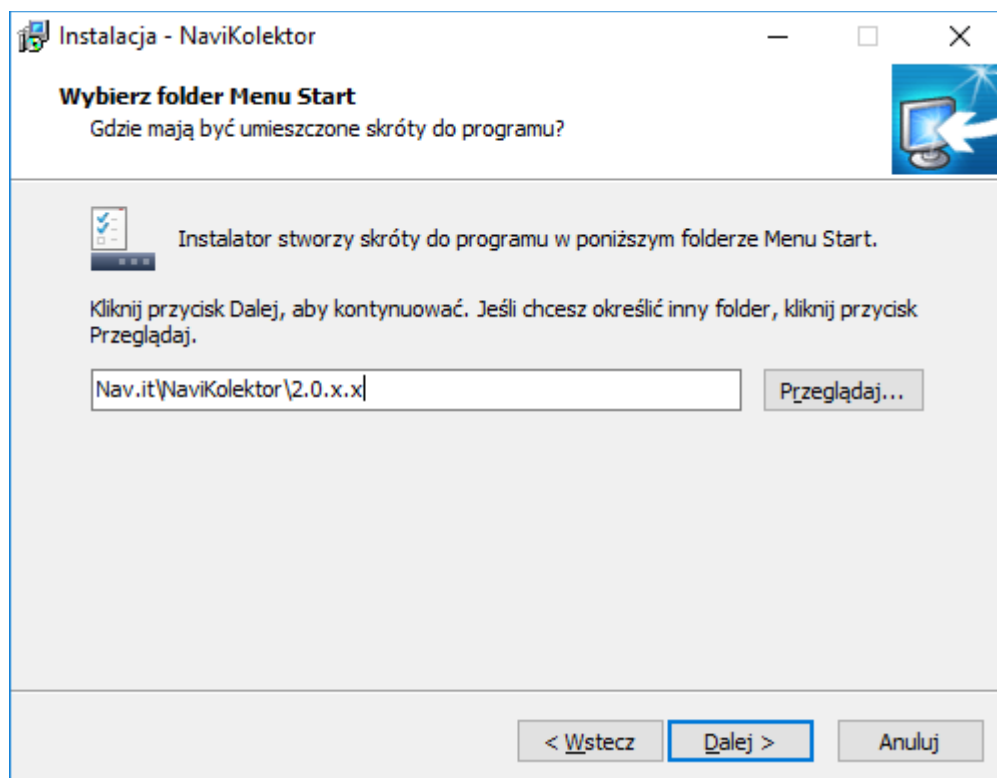 Instalacja - NaviKolektor
Wybierz folder Menu Start
Gdzie mają być umieszczone skróty do programu?
Instalator stworzy skróty do programu w poniższym folderze Menu Start.
Kliknij przycisk Dalej, aby kontynuować. Jeśli chcesz określić inny folder, kliknij przycisk
Przeglądaj.
Nav.it\NaviKolektor\2.0.x.x
Przeglądaj...
< Wstecz
Dalej >
Anuluj